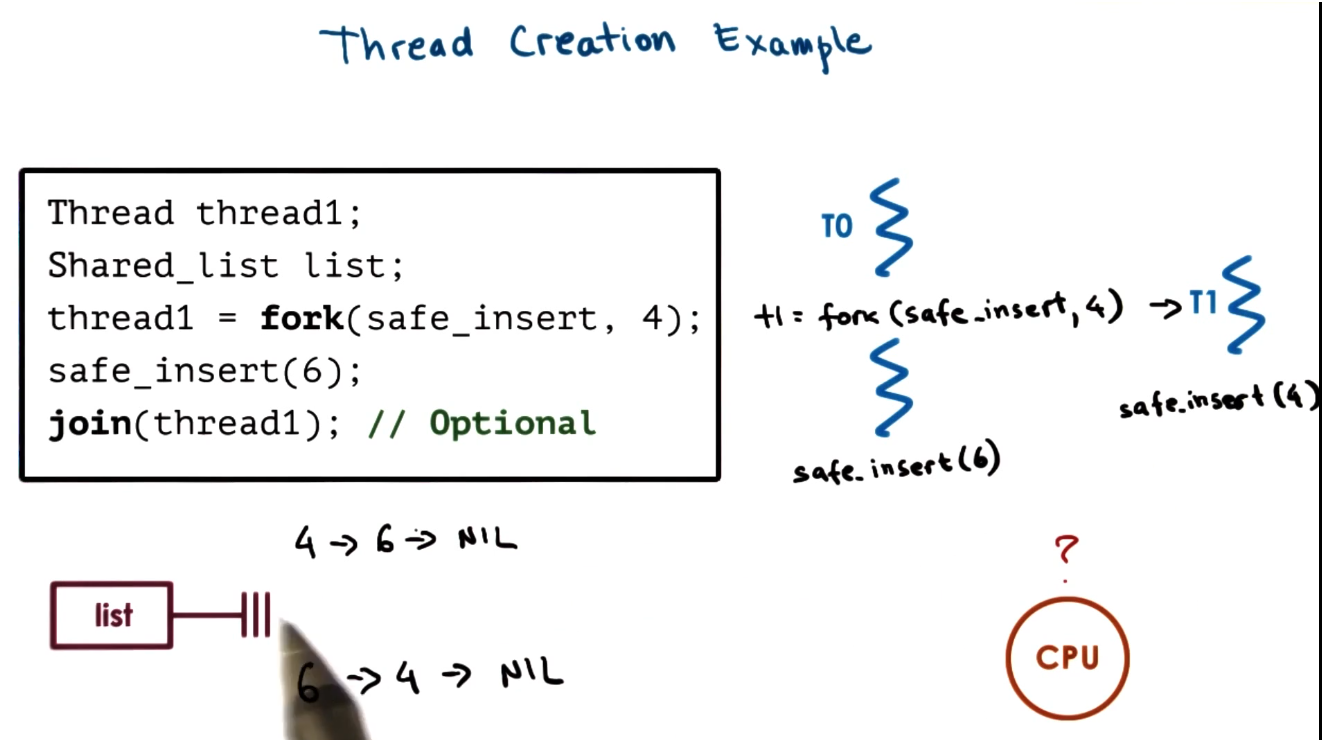 Thread Creation Example
Thread thread1;
Shared_list list;
thread1 = fork(safe_insert, 4);
safe_insert(6);
join(thread1); // Optional
T0
t1 = fork (safe_insert, 4) → T1
safe_insert (4)
safe_insert (6)
4 → 6 → NIL
list
6 → 4 → NIL
?
CPU